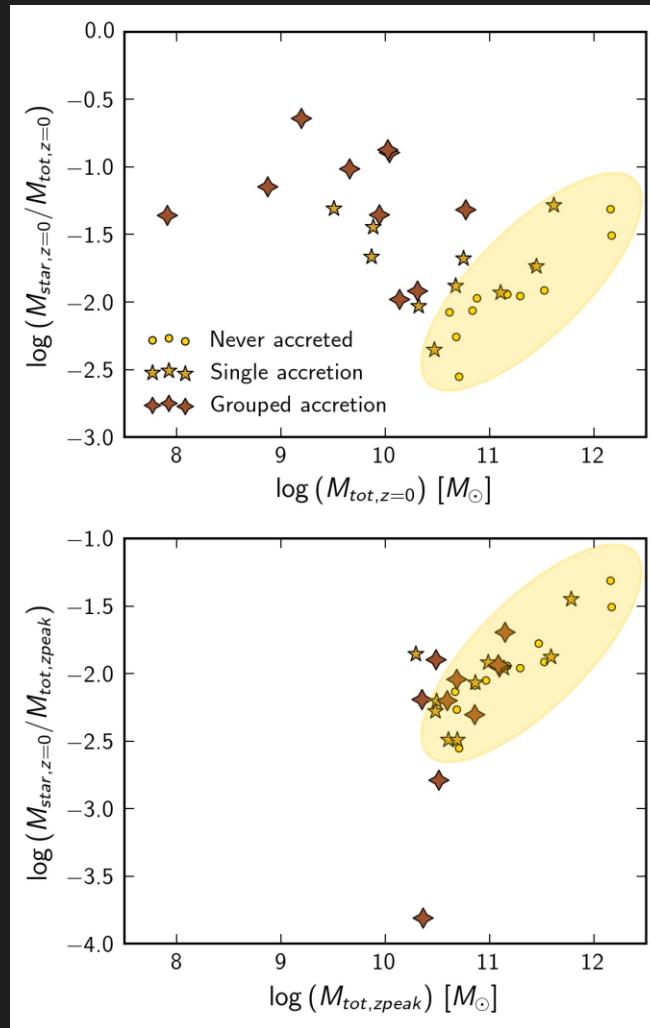 0.0
−0.5
−1.0
−1.5
−2.0
−2.5
−3.0
log (M_star,z=0/M_tot,z=0)
Never accreted
Single accretion
Grouped accretion
8 9 10 11 12
log (M_tot,z=0) [M_⊙]
−1.0
−1.5
−2.0
−2.5
−3.0
−3.5
−4.0
log (M_star,z=0/M_tot,zpeak)
8 9 10 11 12
log (M_tot,zpeak) [M_⊙]